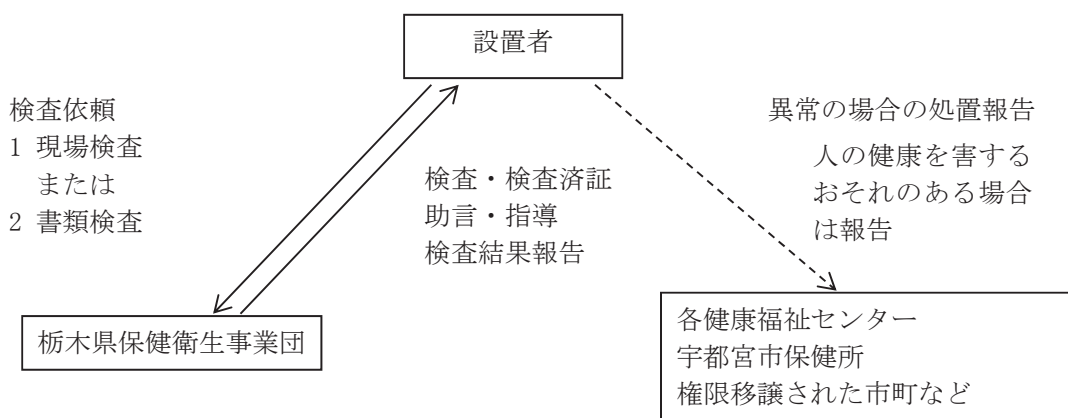 設置者
検査依頼
1 現場検査
または
2 書類検査
検査・検査済証
助言・指導
検査結果報告
異常の場合の処置報告
人の健康を害する
おそれのある場合
は報告
栃木県保健衛生事業団
各健康福祉センター
宇都宮市保健所
権限移譲された市町など